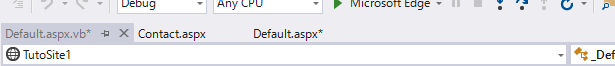 Debug Any CPU Microsoft Edge
Default.aspx.vb* Contact.aspx Default.aspx*
TutoSite1 _Def